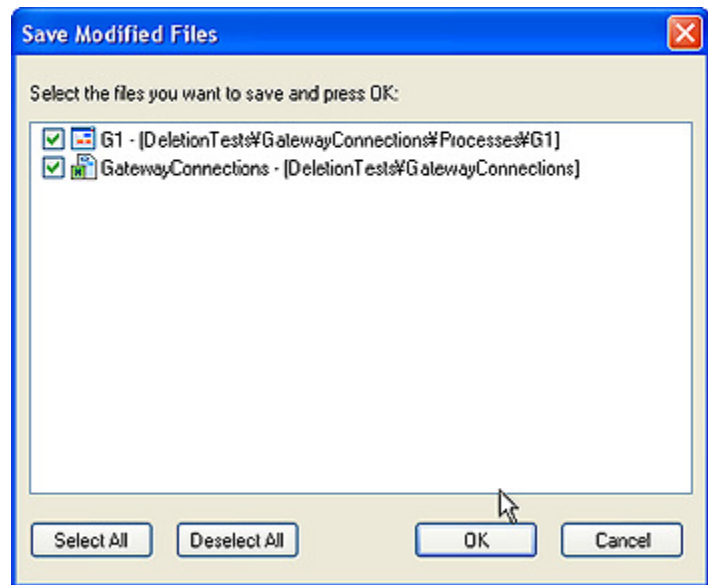 Save Modified Files
Select the files you want to save and press OK:
G1 - [DeletionTests¥GatewayConnections¥Processes¥G1]
GatewayConnections - [DeletionTests¥GatewayConnections]
Select All Deselect All OK Cancel